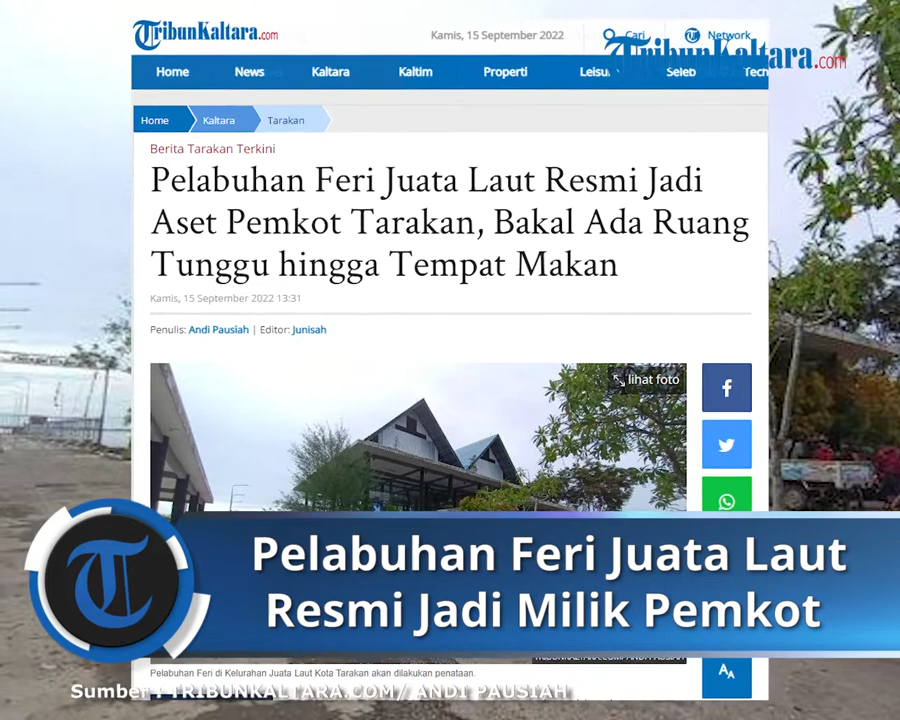 TribunKaltara.com
Kamis, 15 September 2022
Cari
Network
TribunKaltara.com
Home News Kaltara Kaltim Properti Leisu Seleb Tech
Home Kaltara Tarakan
Berita Tarakan Terkini
Pelabuhan Feri Juata Laut Resmi Jadi
Aset Pemkot Tarakan, Bakal Ada Ruang
Tunggu hingga Tempat Makan
Kamis, 15 September 2022 13:31
Penulis: Andi Pausiah | Editor: Junisah
lihat foto
Pelabuhan Feri Juata Laut
Resmi Jadi Milik Pemkot
Pelabuhan Feri di Kelurahan Juata Laut Kota Tarakan akan dilakukan penataan.
Sumber : TRIBUNKALTARA.COM/ ANDI PAUSIAH